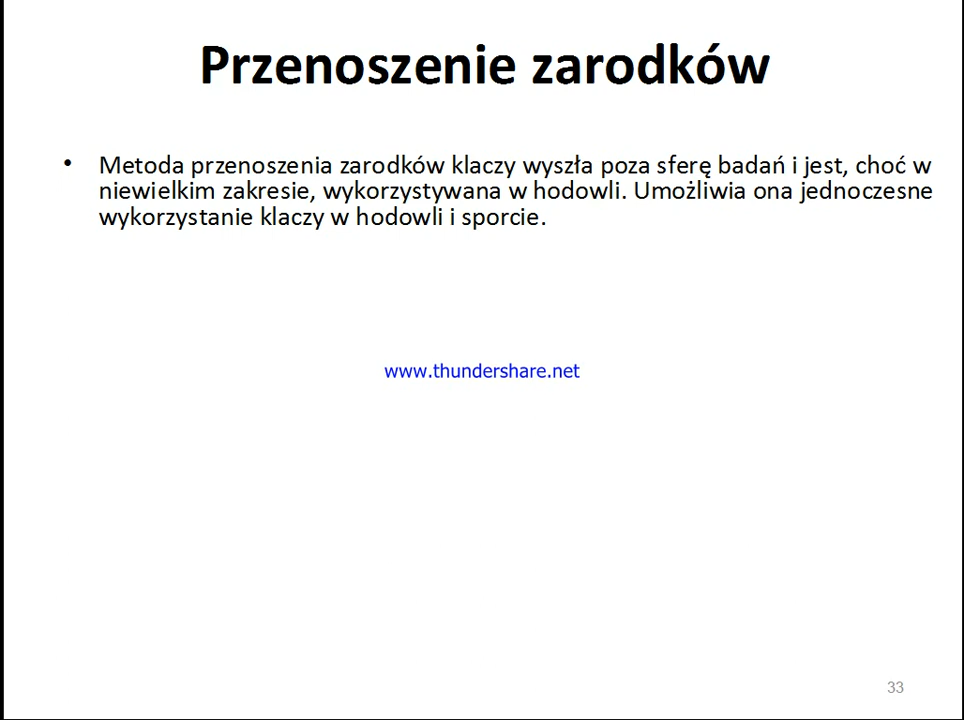 Przenoszenie zarodków
• Metoda przenoszenia zarodków klaczy wyszła poza sferę badań i jest, choć w
niewielkim zakresie, wykorzystywana w hodowli. Umożliwia ona jednoczesne
wykorzystanie klaczy w hodowli i sporcie.
www.thundershare.net
33